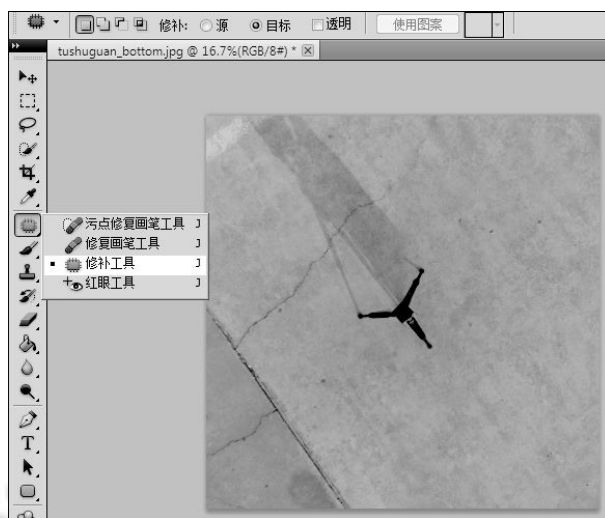 修补: 源 目标 透明 使用图案
tushuguan_bottom.jpg @ 16.7%(RGB/8#) *
污点修复画笔工具 J
修复画笔工具 J
修补工具 J
红眼工具 J
T